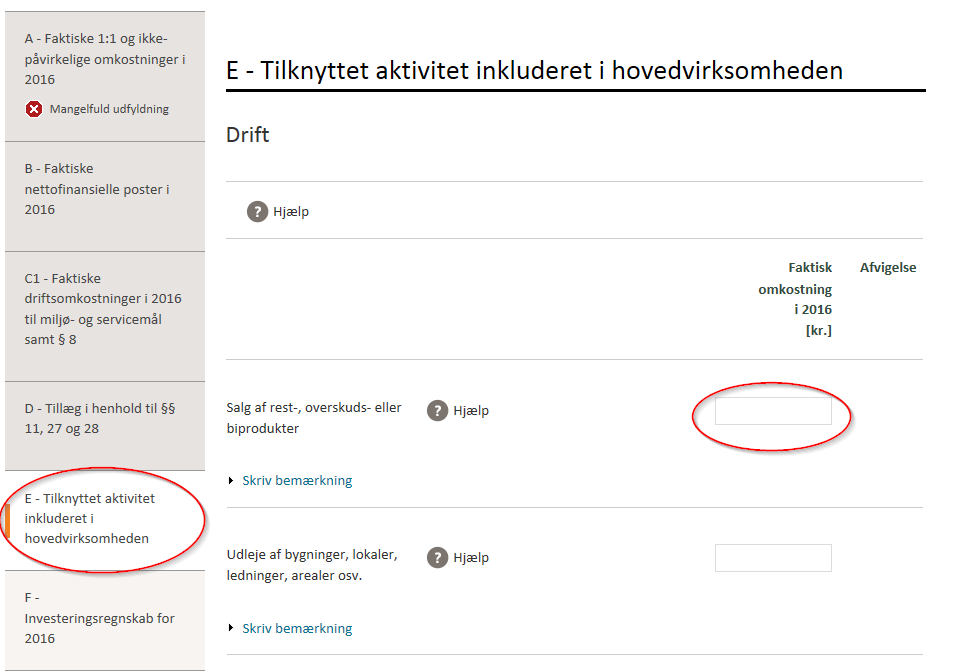 A - Faktiske 1:1 og ikke-
påvirkelige omkostninger i
2016
Mangelfuld udfyldning
B - Faktiske
nettofinansielle poster i
2016
C1 - Faktiske
driftsomkostninger i 2016
til miljø- og servicemål
samt § 8
D - Tillæg i henhold til §§
11, 27 og 28
E - Tilknyttet aktivitet
inkluderet i
hovedvirksomheden
F -
Investeringsregnskab for
2016
E - Tilknyttet aktivitet inkluderet i hovedvirksomheden
Drift
? Hjælp
Faktisk
omkostning
i 2016
[kr.]
Afvigelse
Salg af rest-, overskuds- eller
biprodukter
? Hjælp
Skriv bemærkning
Udleje af bygninger, lokaler,
ledninger, arealer osv.
? Hjælp
Skriv bemærkning